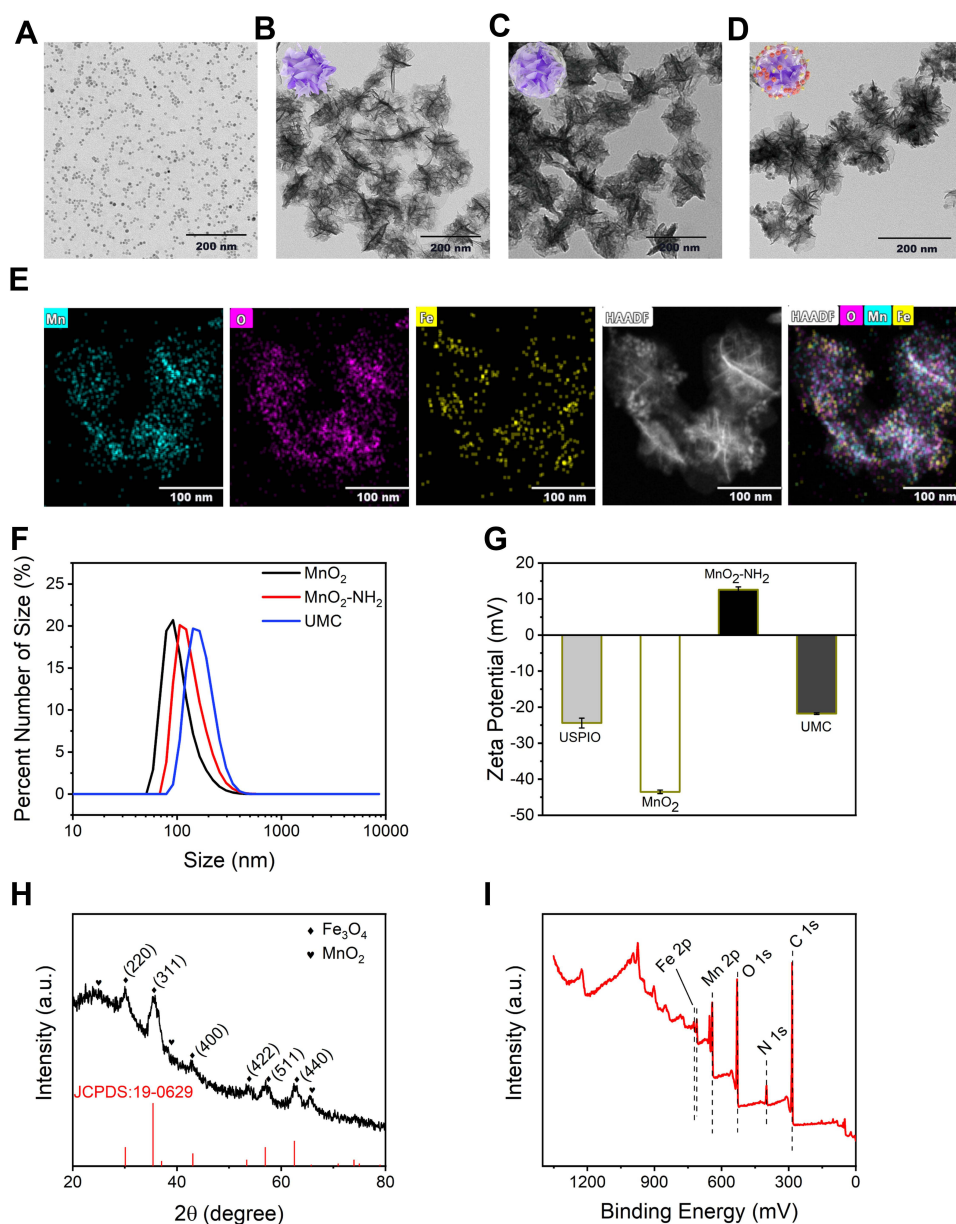 A
B
C
D
200 nm
200 nm
200 nm
200 nm
E
Mn
O
Fe
HAADF
HAADF O Mn Fe
100 nm
100 nm
100 nm
100 nm
100 nm
F
Percent Number of Size (%)
25
20
15
10
5
0
MnO₂
MnO₂-NH₂
UMC
10
100
1000
10000
Size (nm)
G
Zeta Potential (mV)
20
10
0
-10
-20
-30
-40
-50
USPIO
MnO₂
MnO₂-NH₂
UMC
H
Intensity (a.u.)
♦ Fe₃O₄
♥ MnO₂
(220)
(311)
(400)
(422)
(511)
(440)
JCPDS:19-0629
20
40
60
80
2θ (degree)
I
Intensity (a.u.)
Fe 2p
Mn 2p
O 1s
N 1s
C 1s
1200
900
600
300
0
Binding Energy (mV)